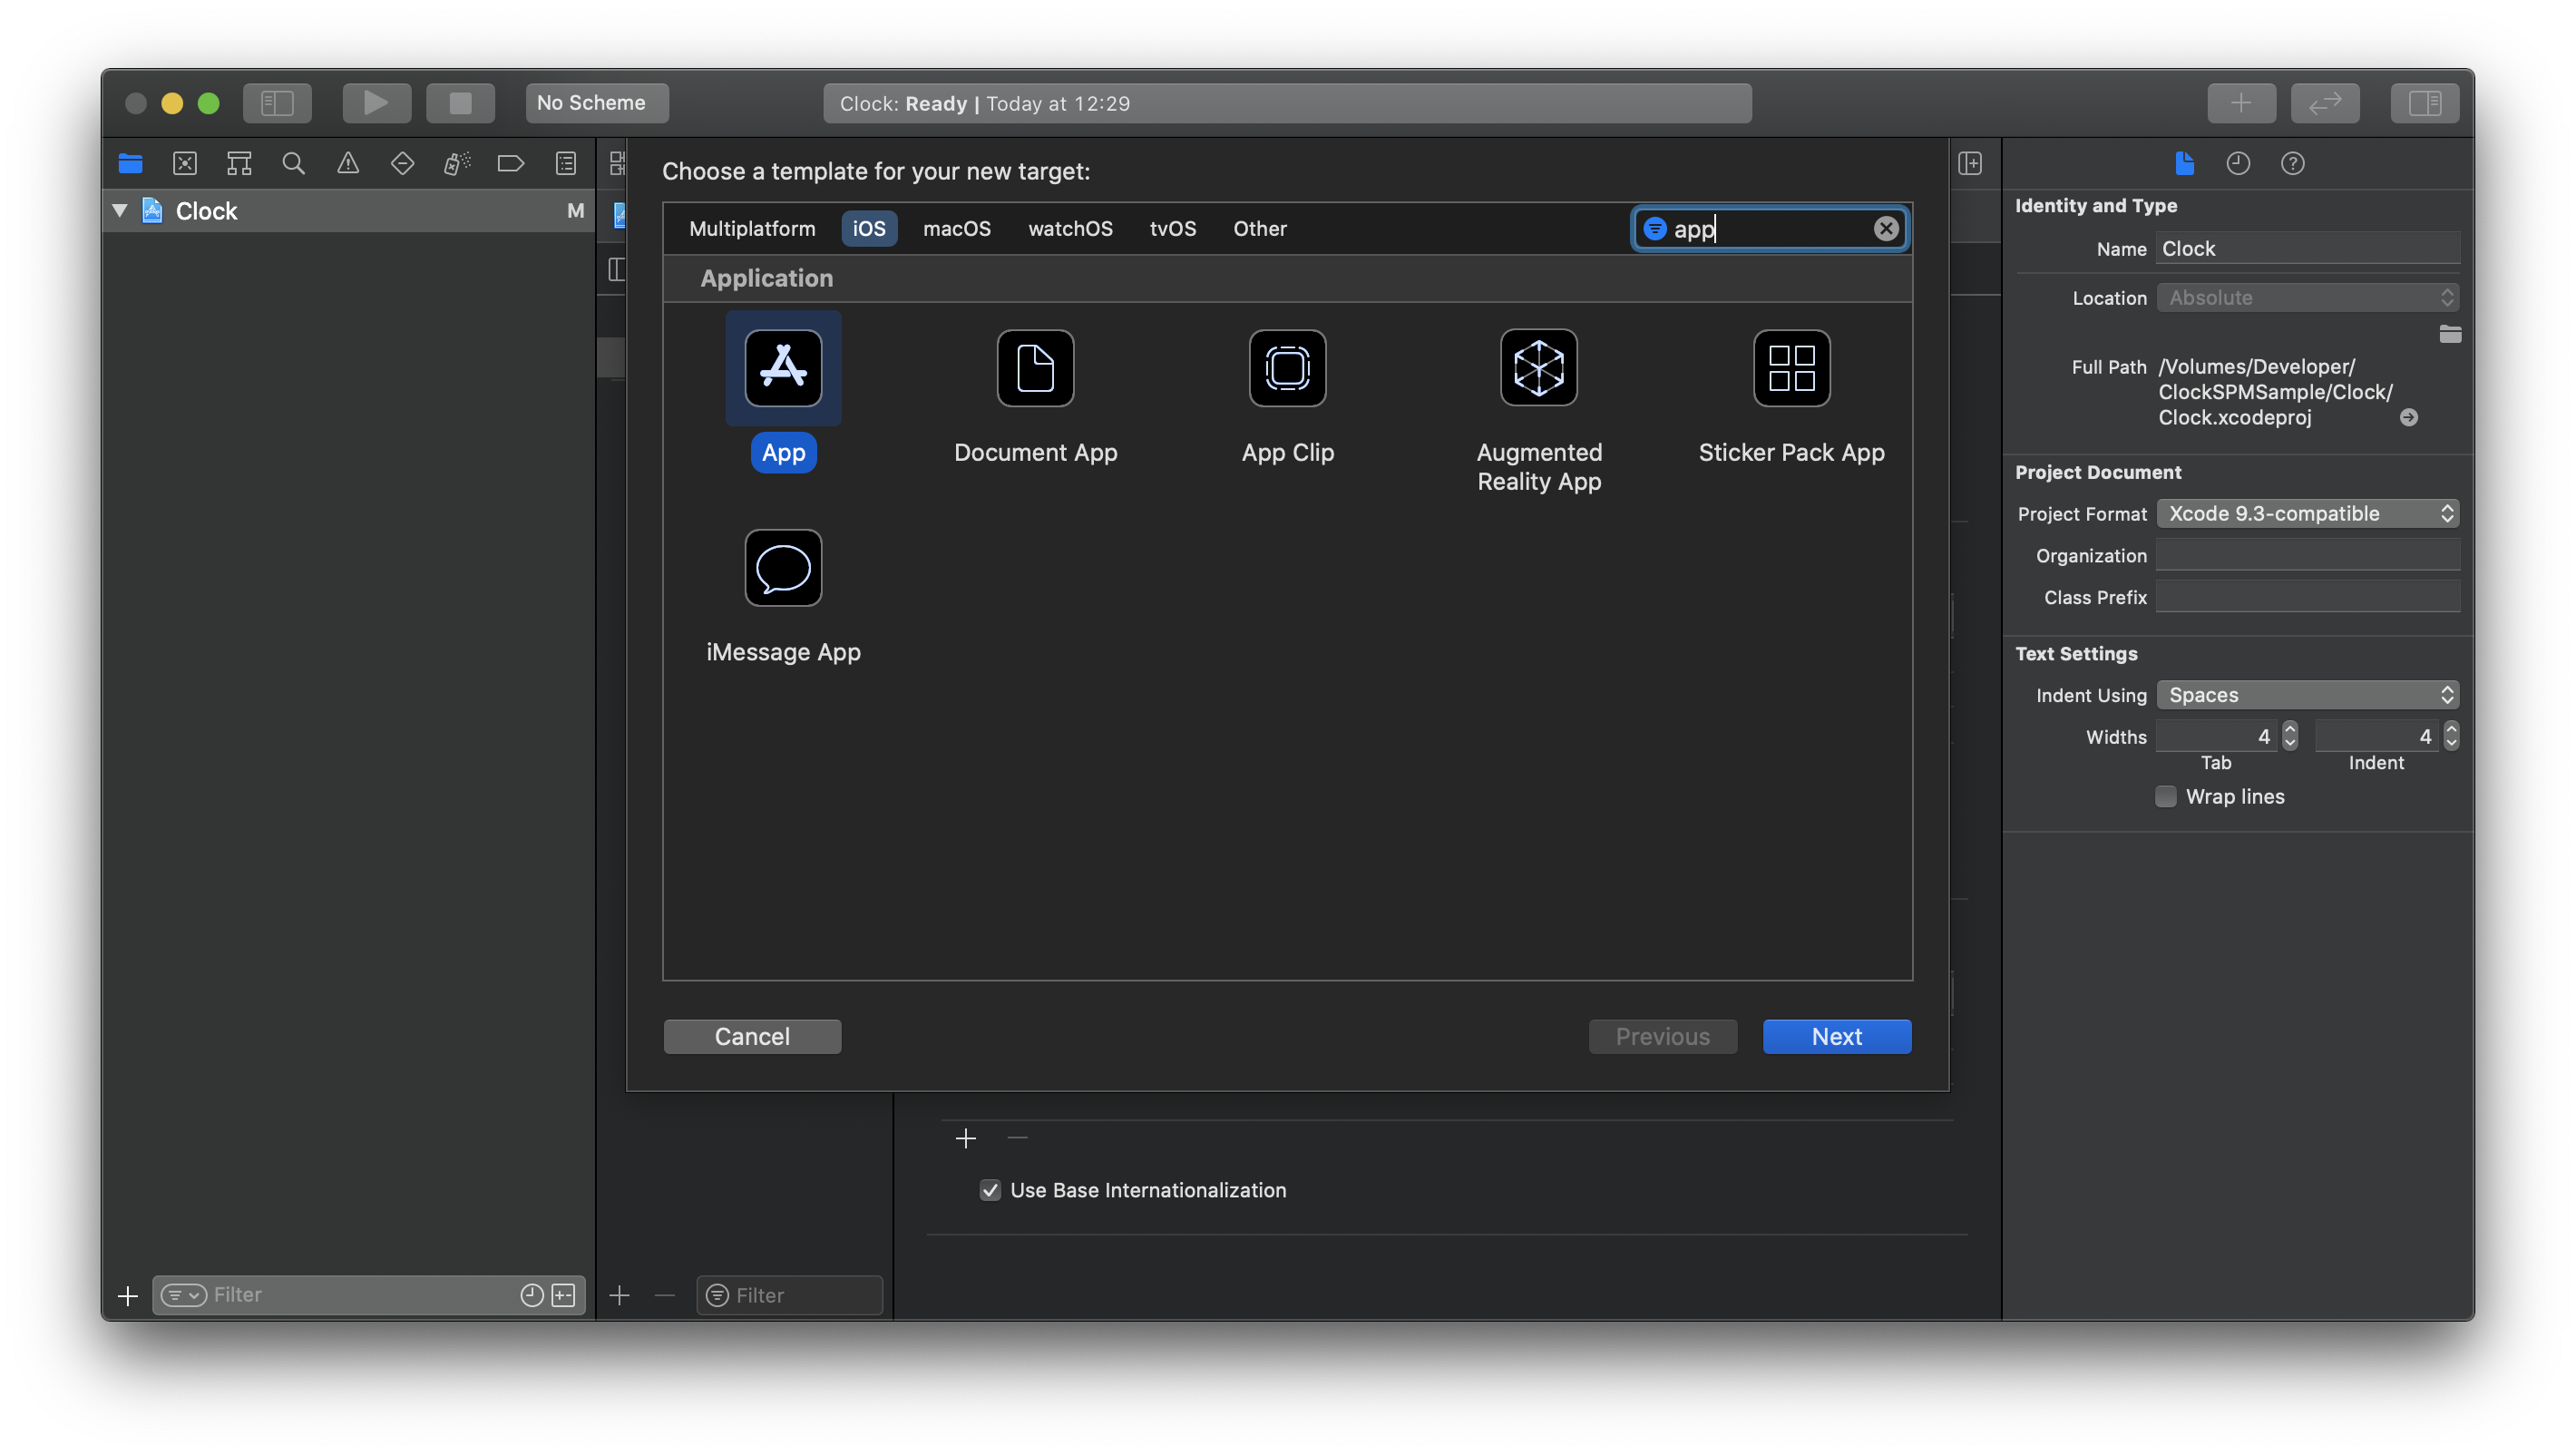 No Scheme
Clock: Ready | Today at 12:29
Clock
M
Choose a template for your new target:
Multiplatform
iOS
macOS
watchOS
tvOS
Other
app
Application
App
Document App
App Clip
Augmented
Reality App
Sticker Pack App
iMessage App
Cancel
Previous
Next
Use Base Internationalization
Filter
Filter
Identity and Type
Name Clock
Location Absolute
Full Path /Volumes/Developer/
ClockSPMSample/Clock/
Clock.xcodeproj
Project Document
Project Format Xcode 9.3-compatible
Organization
Class Prefix
Text Settings
Indent Using Spaces
Widths 4 4
Tab Indent
Wrap lines